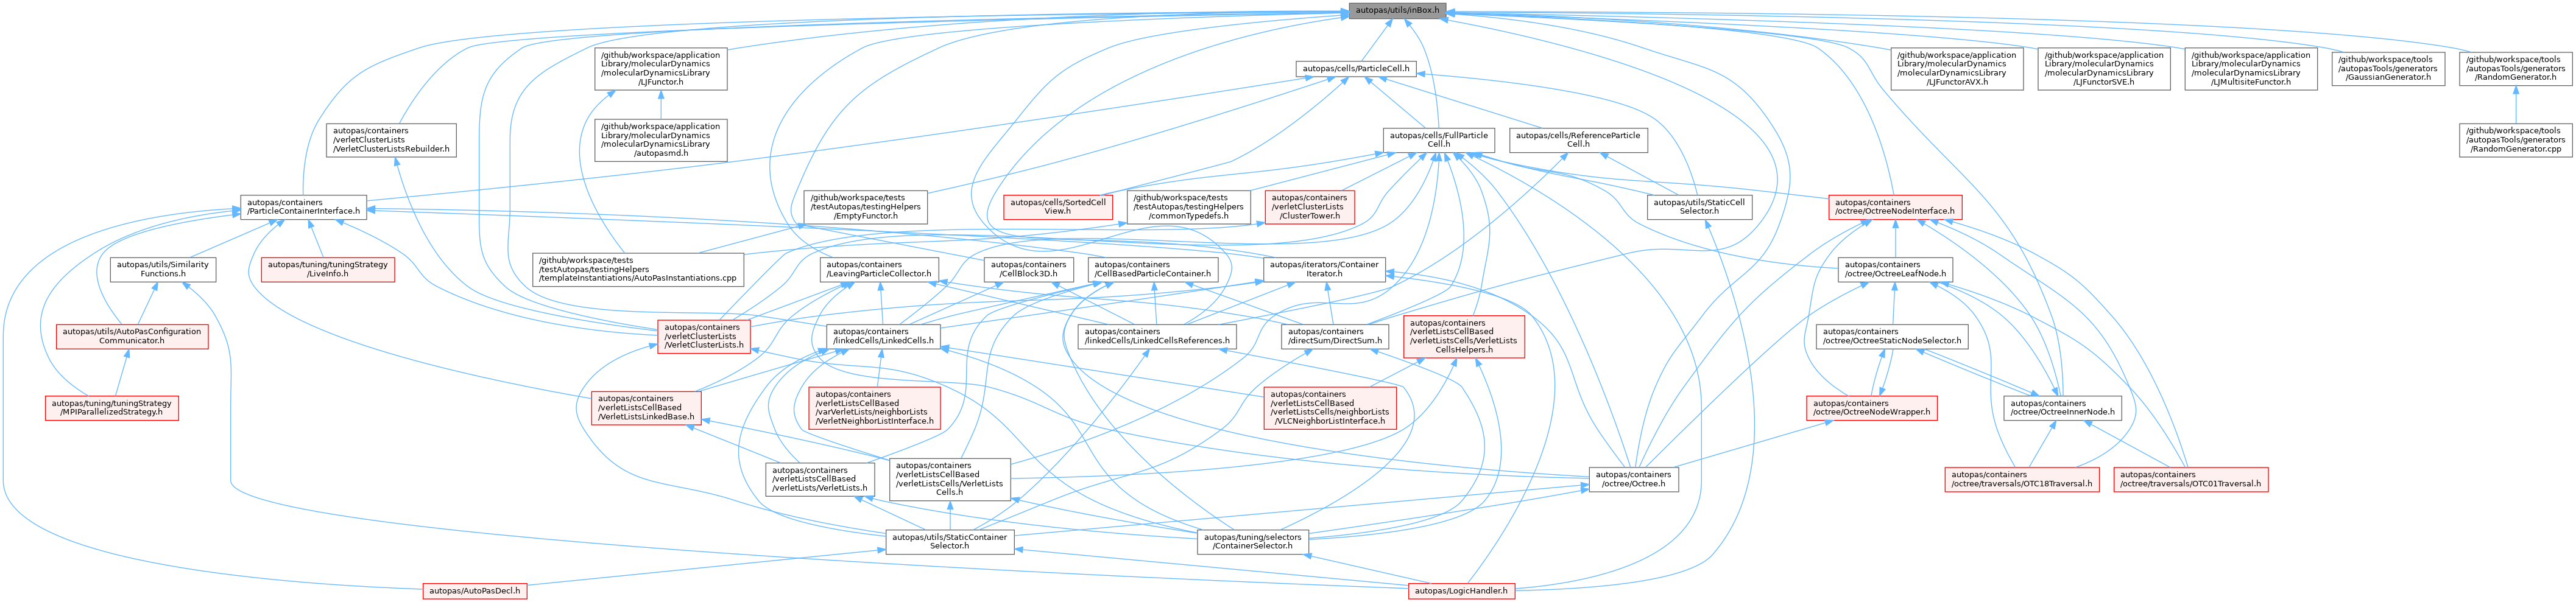 autopas/utils/inBox.h
/github/workspace/application
Library/molecularDynamics
/molecularDynamicsLibrary
/LJFunctor.h
autopas/cells/ParticleCell.h
/github/workspace/application
Library/molecularDynamics
/molecularDynamicsLibrary
/LJFunctorAVX.h
/github/workspace/application
Library/molecularDynamics
/molecularDynamicsLibrary
/LJFunctorSVE.h
/github/workspace/application
Library/molecularDynamics
/molecularDynamicsLibrary
/LJMultisiteFunctor.h
/github/workspace/tools
/autopasTools/generators
/GaussianGenerator.h
/github/workspace/tools
/autopasTools/generators
/RandomGenerator.h
autopas/containers
/verletClusterLists
/VerletClusterListsRebuilder.h
/github/workspace/application
Library/molecularDynamics
/molecularDynamicsLibrary
/autopasmd.h
autopas/cells/FullParticle
Cell.h
autopas/cells/ReferenceParticle
Cell.h
/github/workspace/tools
/autopasTools/generators
/RandomGenerator.cpp
autopas/containers
/ParticleContainerInterface.h
/github/workspace/tests
/testAutopas/testingHelpers
/EmptyFunctor.h
autopas/cells/SortedCell
View.h
/github/workspace/tests
/testAutopas/testingHelpers
/commonTypedefs.h
autopas/containers
/verletClusterLists
/ClusterTower.h
autopas/utils/StaticCell
Selector.h
autopas/containers
/octree/OctreeNodeInterface.h
autopas/utils/Similarity
Functions.h
autopas/tuning/tuningStrategy
/LiveInfo.h
/github/workspace/tests
/testAutopas/testingHelpers
/templateInstantiations/AutoPasInstantiations.cpp
autopas/containers
/LeavingParticleCollector.h
autopas/containers
/CellBlock3D.h
autopas/containers
/CellBasedParticleContainer.h
autopas/iterators/Container
Iterator.h
autopas/containers
/octree/OctreeLeafNode.h
autopas/utils/AutoPasConfiguration
Communicator.h
autopas/containers
/verletClusterLists
/VerletClusterLists.h
autopas/containers
/linkedCells/LinkedCells.h
autopas/containers
/linkedCells/LinkedCellsReferences.h
autopas/containers
/directSum/DirectSum.h
autopas/containers
/verletListsCellBased
/verletListsCells/VerletLists
CellsHelpers.h
autopas/containers
/octree/OctreeStaticNodeSelector.h
autopas/tuning/tuningStrategy
/MPIParallelizedStrategy.h
autopas/containers
/verletListsCellBased
/VerletListsLinkedBase.h
autopas/containers
/verletListsCellBased
/varVerletLists/neighborLists
/VerletNeighborListInterface.h
autopas/containers
/verletListsCellBased
/verletListsCells/neighborLists
/VLCNeighborListInterface.h
autopas/containers
/octree/OctreeNodeWrapper.h
autopas/containers
/octree/OctreeInnerNode.h
autopas/containers
/verletListsCellBased
/verletLists/VerletLists.h
autopas/containers
/verletListsCellBased
/verletListsCells/VerletLists
Cells.h
autopas/containers
/octree/Octree.h
autopas/containers
/octree/traversals/OTC18Traversal.h
autopas/containers
/octree/traversals/OTC01Traversal.h
autopas/utils/StaticContainer
Selector.h
autopas/tuning/selectors
/ContainerSelector.h
autopas/AutoPasDecl.h
autopas/LogicHandler.h